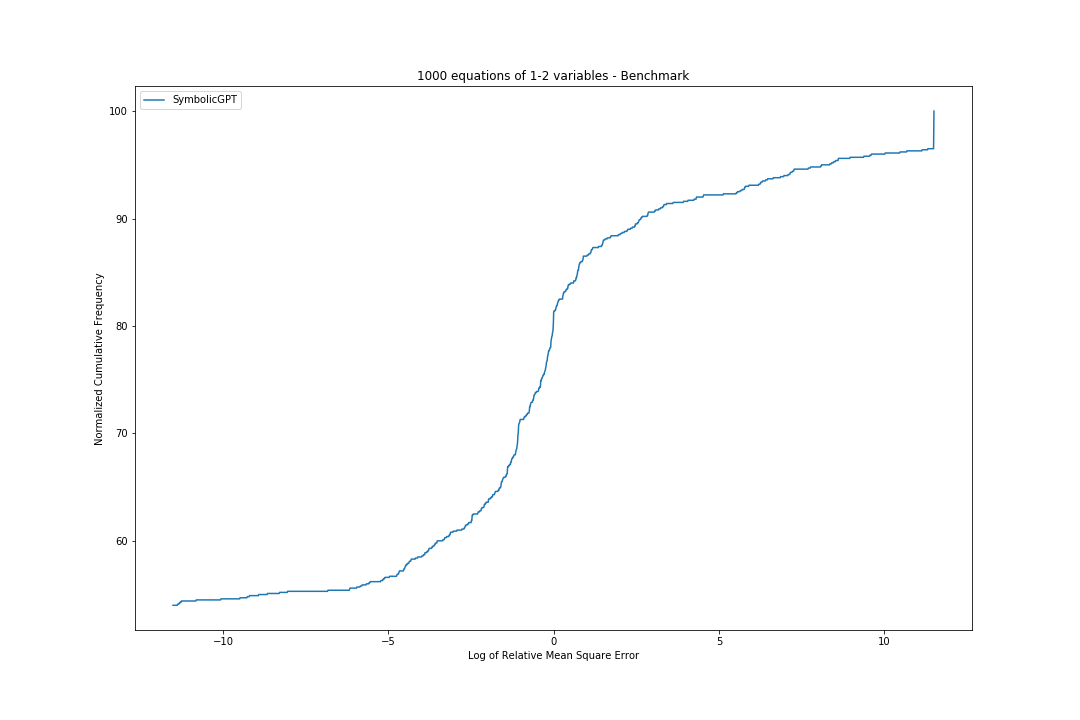 1000 equations of 1-2 variables - Benchmark
SymbolicGPT
100
90
80
70
60
Normalized Cumulative Frequency
−10
−5
0
5
10
Log of Relative Mean Square Error